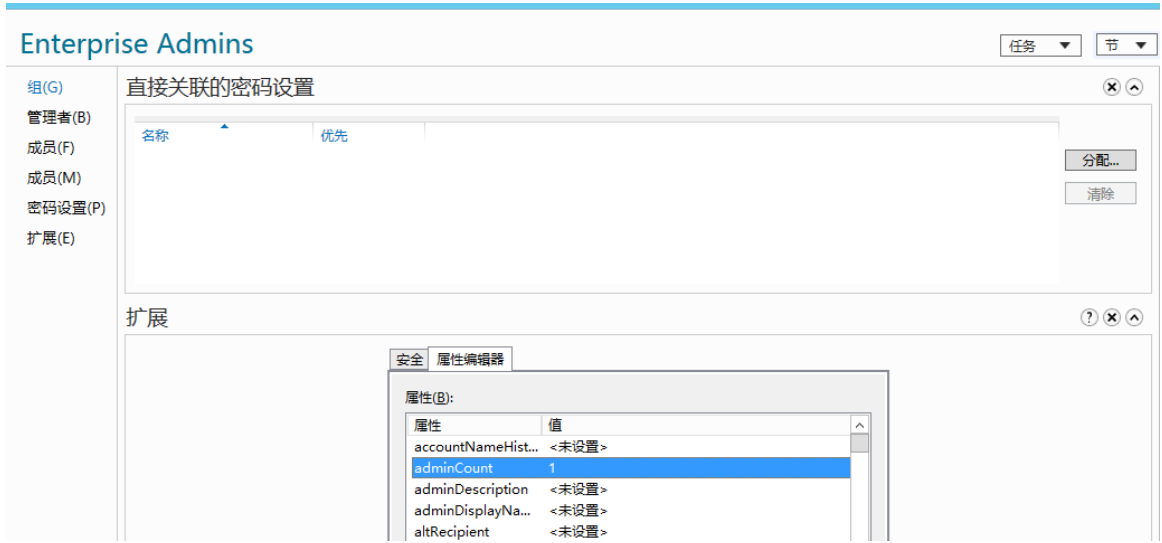 Enterprise Admins
任务
节
组(G)
管理者(B)
成员(F)
成员(M)
密码设置(P)
扩展(E)
直接关联的密码设置
名称 优先
分配...
清除
扩展
安全 属性编辑器
属性(B):
属性 值
accountNameHist... <未设置>
adminCount 1
adminDescription <未设置>
adminDisplayNa... <未设置>
altRecipient <未设置>